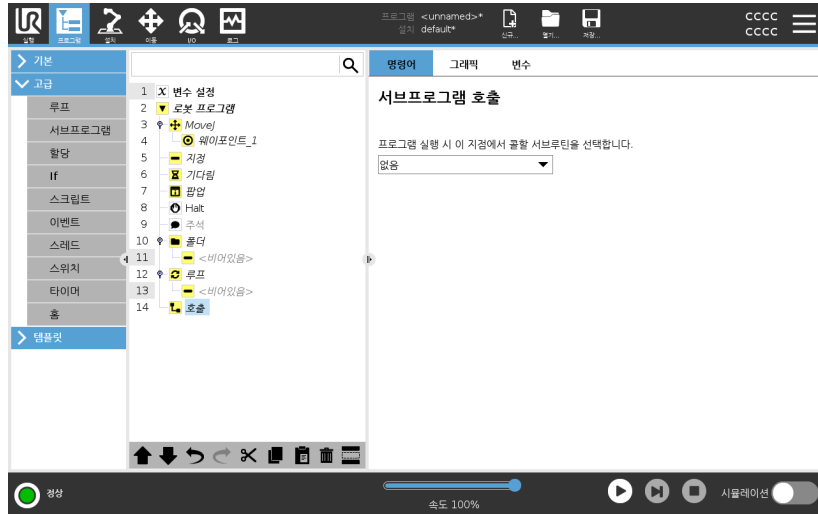 UR
실행
프로그램
설치
이동
I/O
로그
프로그램 <unnamed>*
설치 default*
신규...
열기...
저장...
cccc
cccc
기본
고급
루프
서브프로그램
할당
If
스크립트
이벤트
스레드
스위치
타이머
홈
템플릿
1 X 변수 설정
2 로봇 프로그램
3 MoveJ
4 웨이포인트_1
5 지정
6 기다림
7 팝업
8 Halt
9 주석
10 폴더
11 <비어있음>
12 루프
13 <비어있음>
14 호출
명령어 그래픽 변수
서브프로그램 호출
프로그램 실행 시 이 지점에서 콜할 서브루틴을 선택합니다.
없음
정상
속도 100%
시뮬레이션